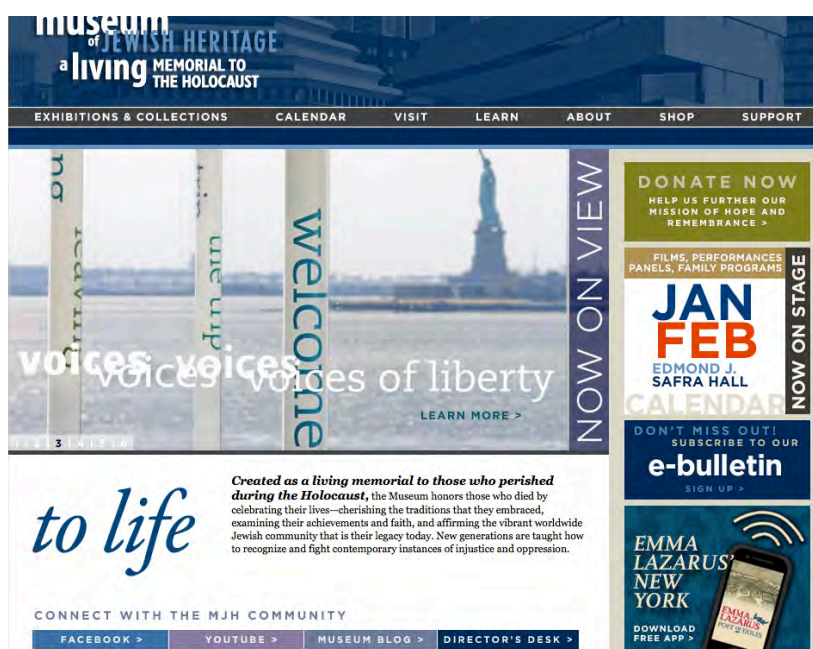 museum
of JEWISH HERITAGE
a living MEMORIAL TO
THE HOLOCAUST
EXHIBITIONS & COLLECTIONS CALENDAR VISIT LEARN ABOUT SHOP SUPPORT
welcome
voices voices
voices voices of liberty
LEARN MORE >
3
NOW ON VIEW
DONATE NOW
HELP US FURTHER OUR
MISSION OF HOPE AND
REMEMBRANCE >
FILMS, PERFORMANCES
PANELS, FAMILY PROGRAMS
JAN
FEB
EDMOND J.
SAFRA HALL
CALENDAR
NOW ON STAGE
DON'T MISS OUT!
SUBSCRIBE TO OUR
e-bulletin
SIGN UP >
EMMA
LAZARUS'
NEW
YORK
EMMA
LAZARUS
POET OF EXILES
DOWNLOAD
FREE APP >
to life
Created as a living memorial to those who perished
during the Holocaust, the Museum honors those who died by
celebrating their lives—cherishing the traditions that they embraced,
examining their achievements and faith, and affirming the vibrant worldwide
Jewish community that is their legacy today. New generations are taught how
to recognize and fight contemporary instances of injustice and oppression.
CONNECT WITH THE MJH COMMUNITY
FACEBOOK > YOUTUBE > MUSEUM BLOG > DIRECTOR'S DESK >